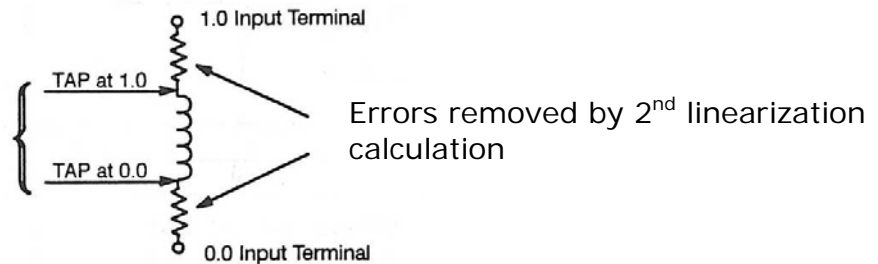 1.0 Input Terminal
TAP at 1.0
Errors removed by 2nd linearization
calculation
TAP at 0.0
0.0 Input Terminal